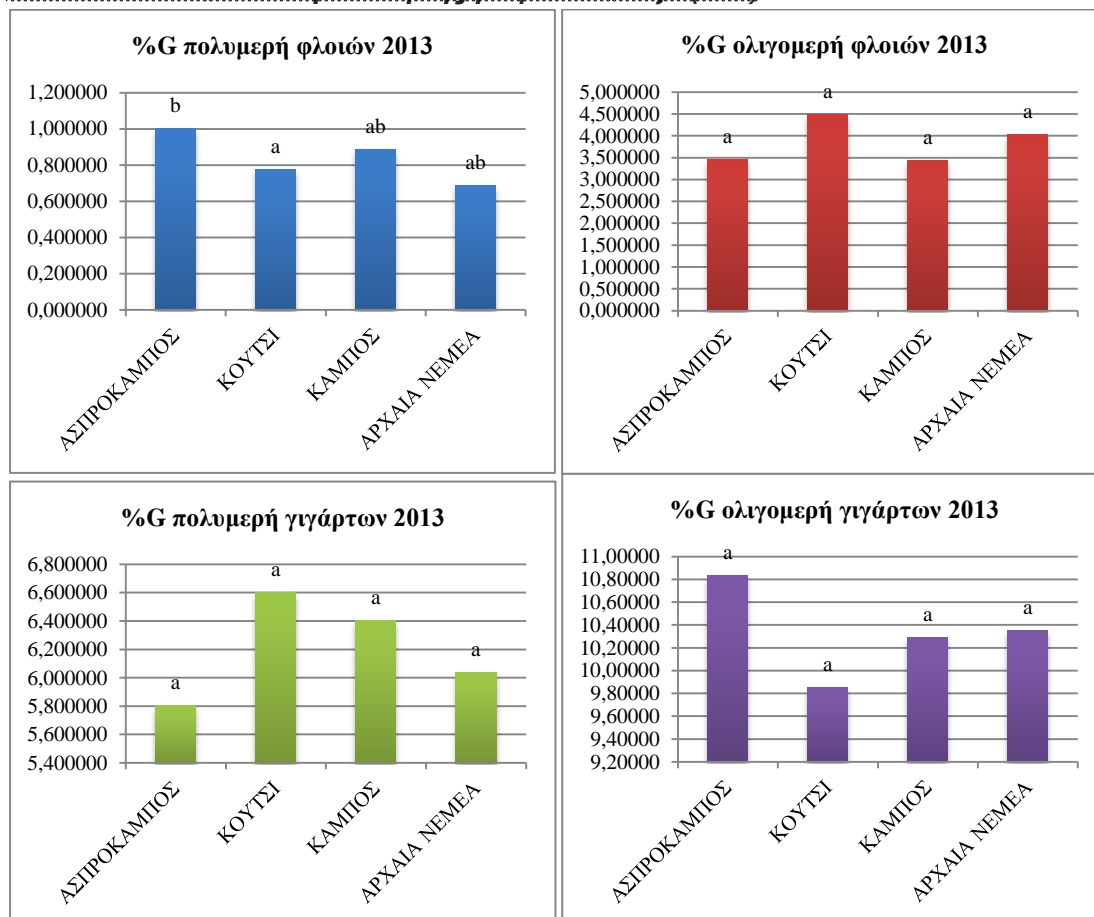 %G πολυμερή φλοιών 2013
1,200000
1,000000
0,800000
0,600000
0,400000
0,200000
0,000000
b
a
ab
ab
ΑΣΠΡΟΚΑΜΠΟΣ
ΚΟΥΤΣΙ
ΚΑΜΠΟΣ
ΑΡΧΑΙΑ ΝΕΜΕΑ
%G ολιγομερή φλοιών 2013
5,000000
4,500000
4,000000
3,500000
3,000000
2,500000
2,000000
1,500000
1,000000
0,500000
0,000000
a
a
a
a
ΑΣΠΡΟΚΑΜΠΟΣ
ΚΟΥΤΣΙ
ΚΑΜΠΟΣ
ΑΡΧΑΙΑ ΝΕΜΕΑ
%G πολυμερή γιγάρτων 2013
6,800000
6,600000
6,400000
6,200000
6,000000
5,800000
5,600000
5,400000
a
a
a
a
ΑΣΠΡΟΚΑΜΠΟΣ
ΚΟΥΤΣΙ
ΚΑΜΠΟΣ
ΑΡΧΑΙΑ ΝΕΜΕΑ
%G ολιγομερή γιγάρτων 2013
11,00000
10,80000
10,60000
10,40000
10,20000
10,00000
9,80000
9,60000
9,40000
9,20000
a
a
a
a
ΑΣΠΡΟΚΑΜΠΟΣ
ΚΟΥΤΣΙ
ΚΑΜΠΟΣ
ΑΡΧΑΙΑ ΝΕΜΕΑ